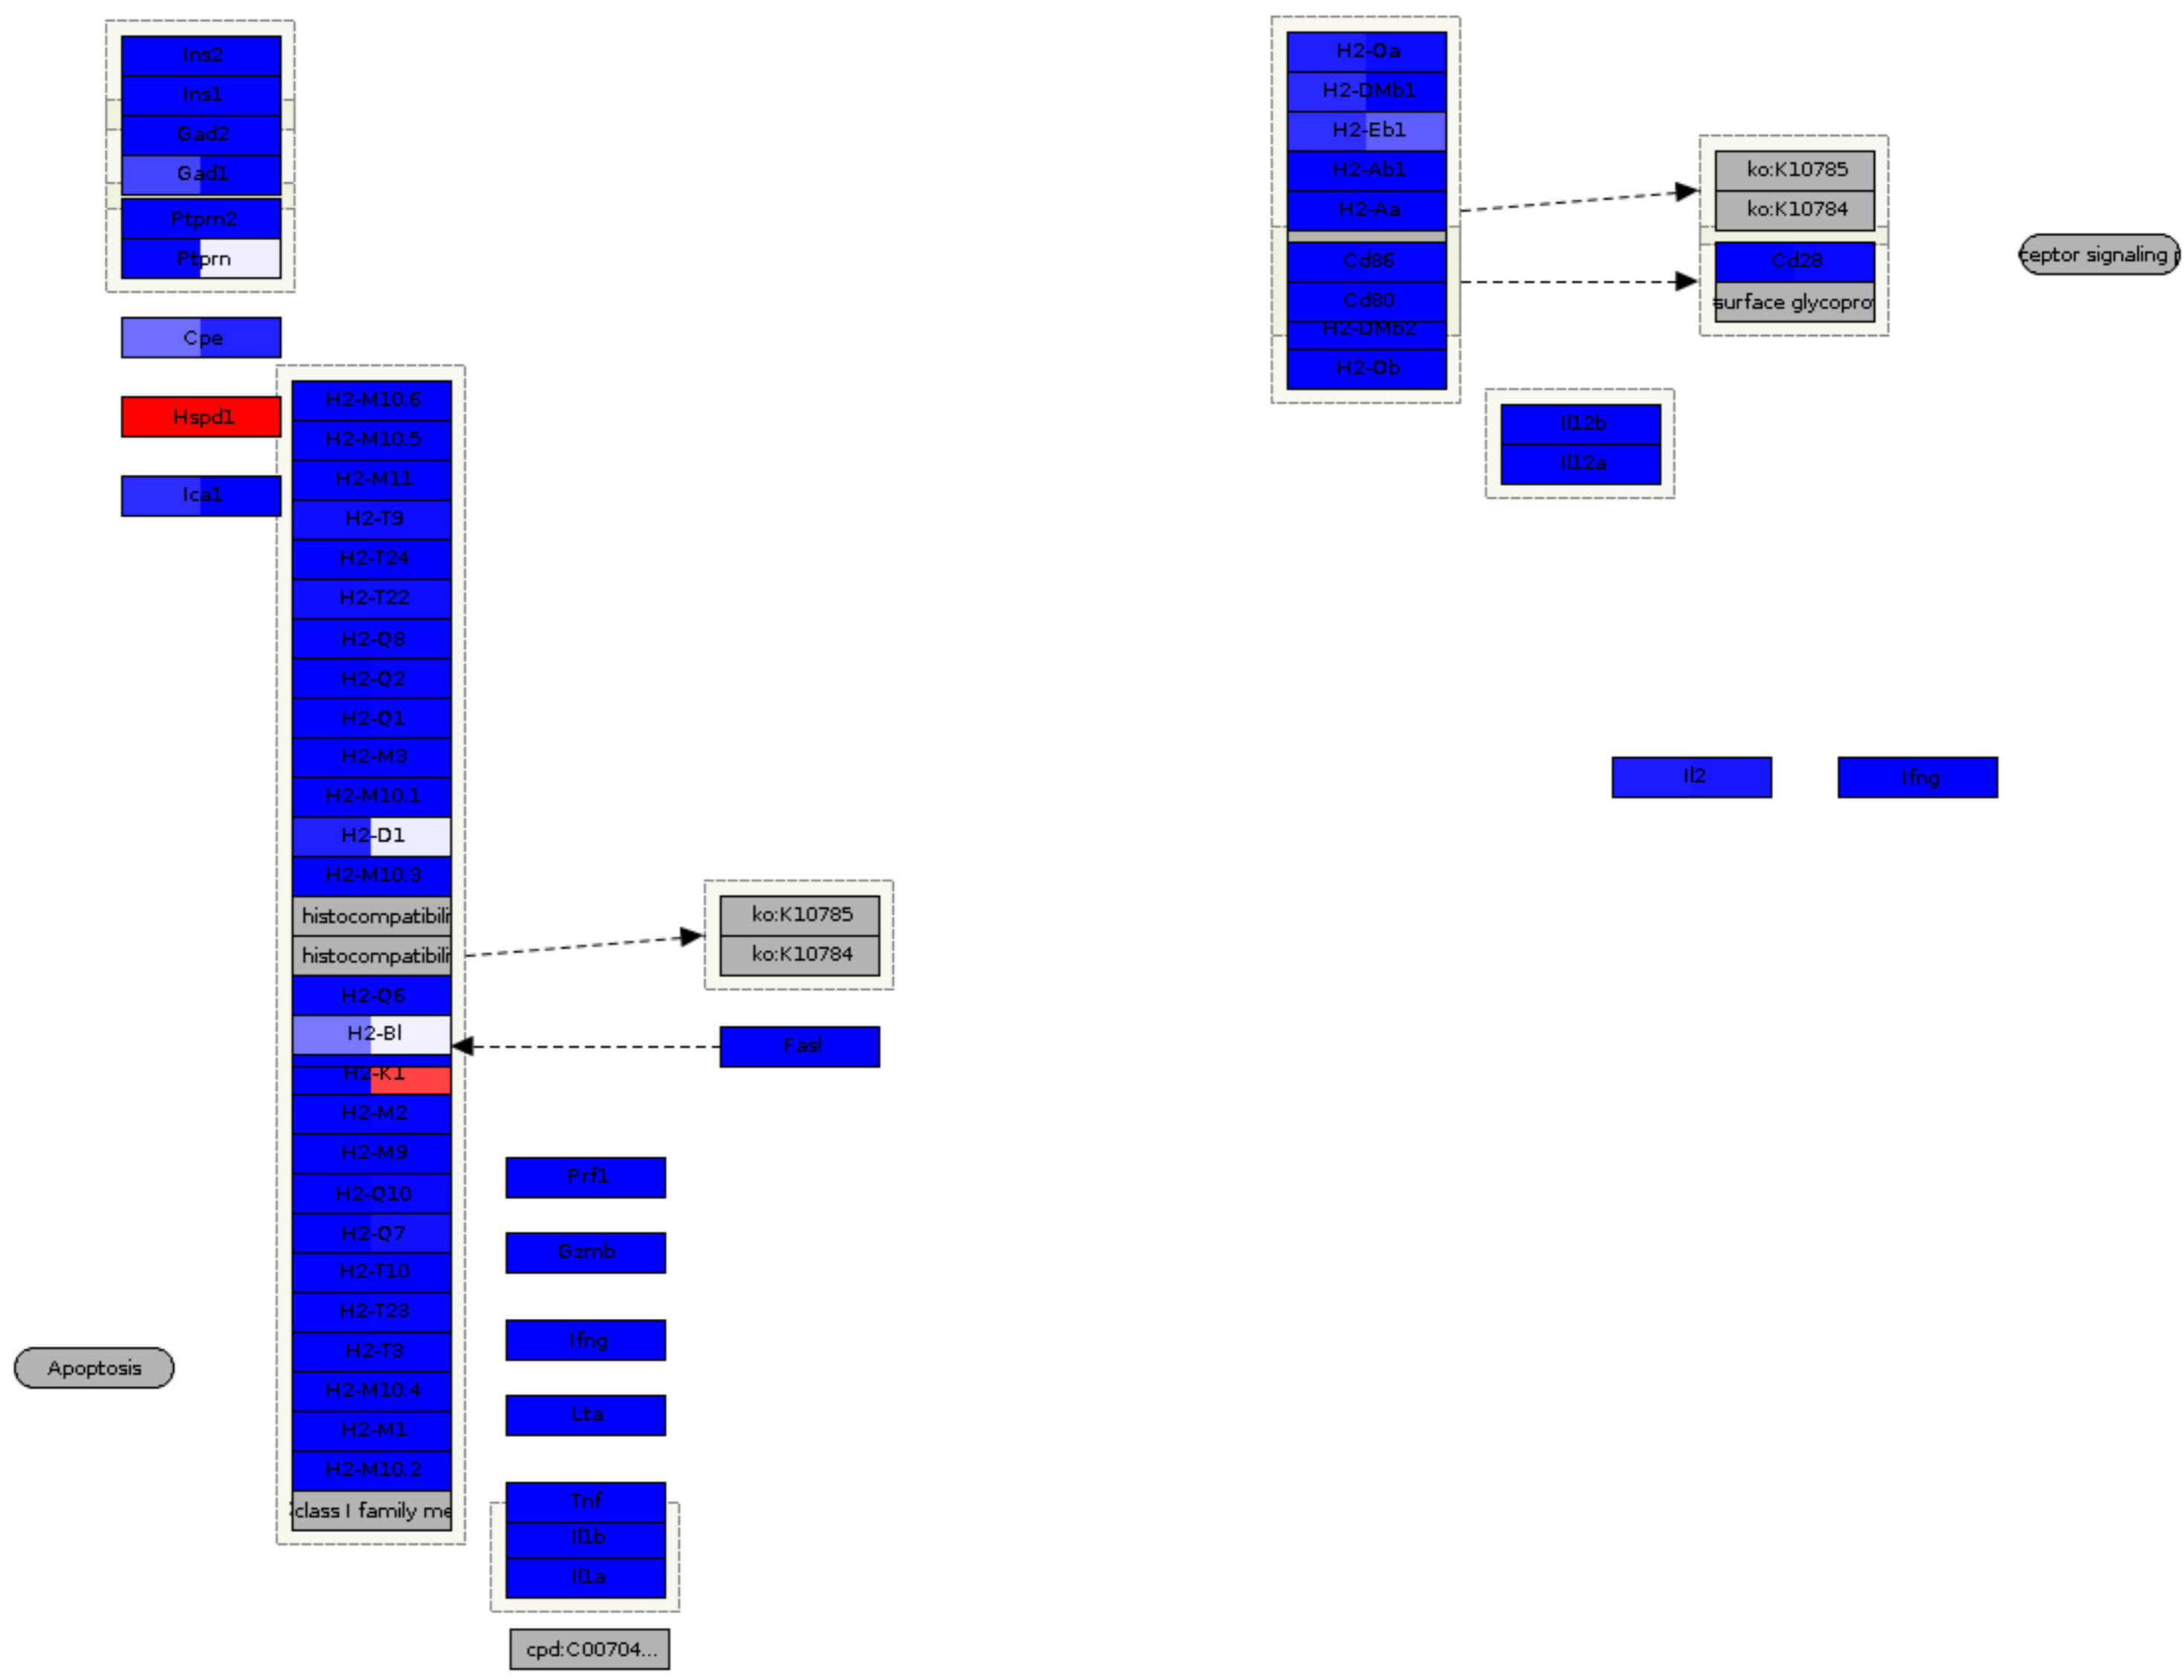 Ins2
Ins1
Gad2
Gad1
Ptprn2
Ptprn
Cpe
Hspd1
Ica1
H2-M10.6
H2-M10.5
H2-M11
H2-T9
H2-T24
H2-T22
H2-Q8
H2-Q2
H2-Q1
H2-M3
H2-M10.1
H2-D1
H2-M10.3
histocompatibili
histocompatibili
H2-Q6
H2-Bl
H2-K1
H2-M2
H2-M9
H2-Q10
H2-Q7
H2-T10
H2-T23
H2-T3
H2-M10.4
H2-M1
H2-M10.2
class I family me
Apoptosis
ko:K10785
ko:K10784
Fasl
Prf1
Gzmb
Ifng
Lta
Tnf
Il1b
Il1a
cpd:C00704...
H2-Oa
H2-DMb1
H2-Eb1
H2-Ab1
H2-Aa
Cd86
Cd80
H2-DMb2
H2-Ob
ko:K10785
ko:K10784
Cd28
surface glycopro
ceptor signaling p
Il12b
Il12a
Il2
Ifng